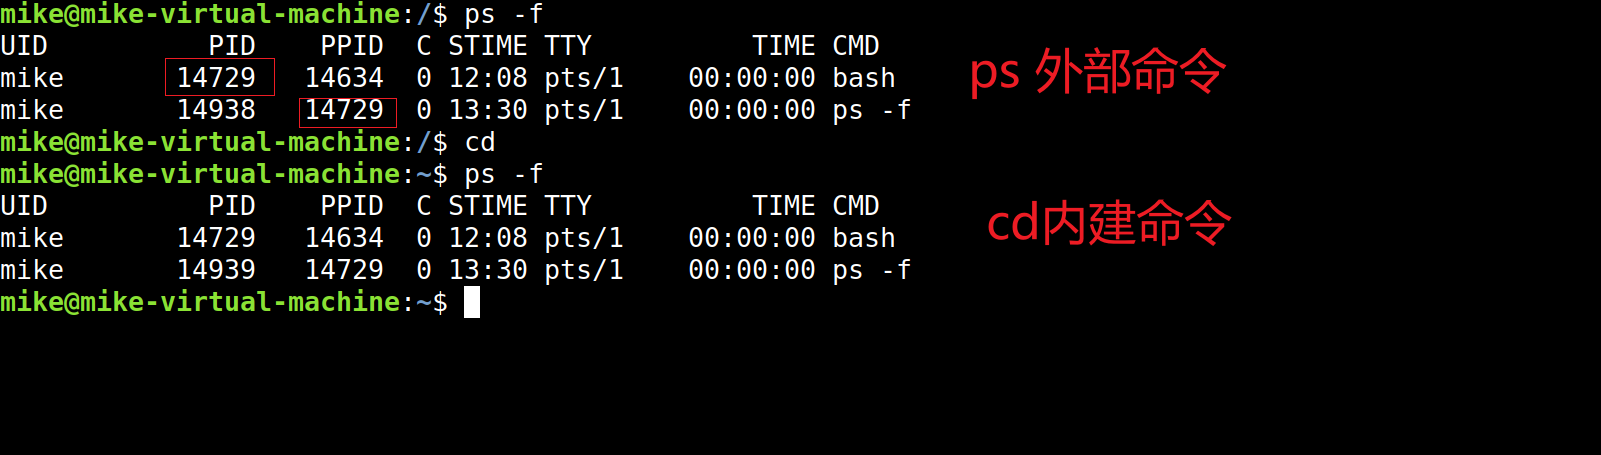 mike@mike-virtual-machine:/$ ps -f
UID          PID    PPID  C STIME TTY          TIME CMD
mike       14729   14634  0 12:08 pts/1    00:00:00 bash
mike       14938   14729  0 13:30 pts/1    00:00:00 ps -f
ps 外部命令
mike@mike-virtual-machine:/$ cd
mike@mike-virtual-machine:~$ ps -f
UID          PID    PPID  C STIME TTY          TIME CMD
mike       14729   14634  0 12:08 pts/1    00:00:00 bash
mike       14939   14729  0 13:30 pts/1    00:00:00 ps -f
cd内建命令
mike@mike-virtual-machine:~$